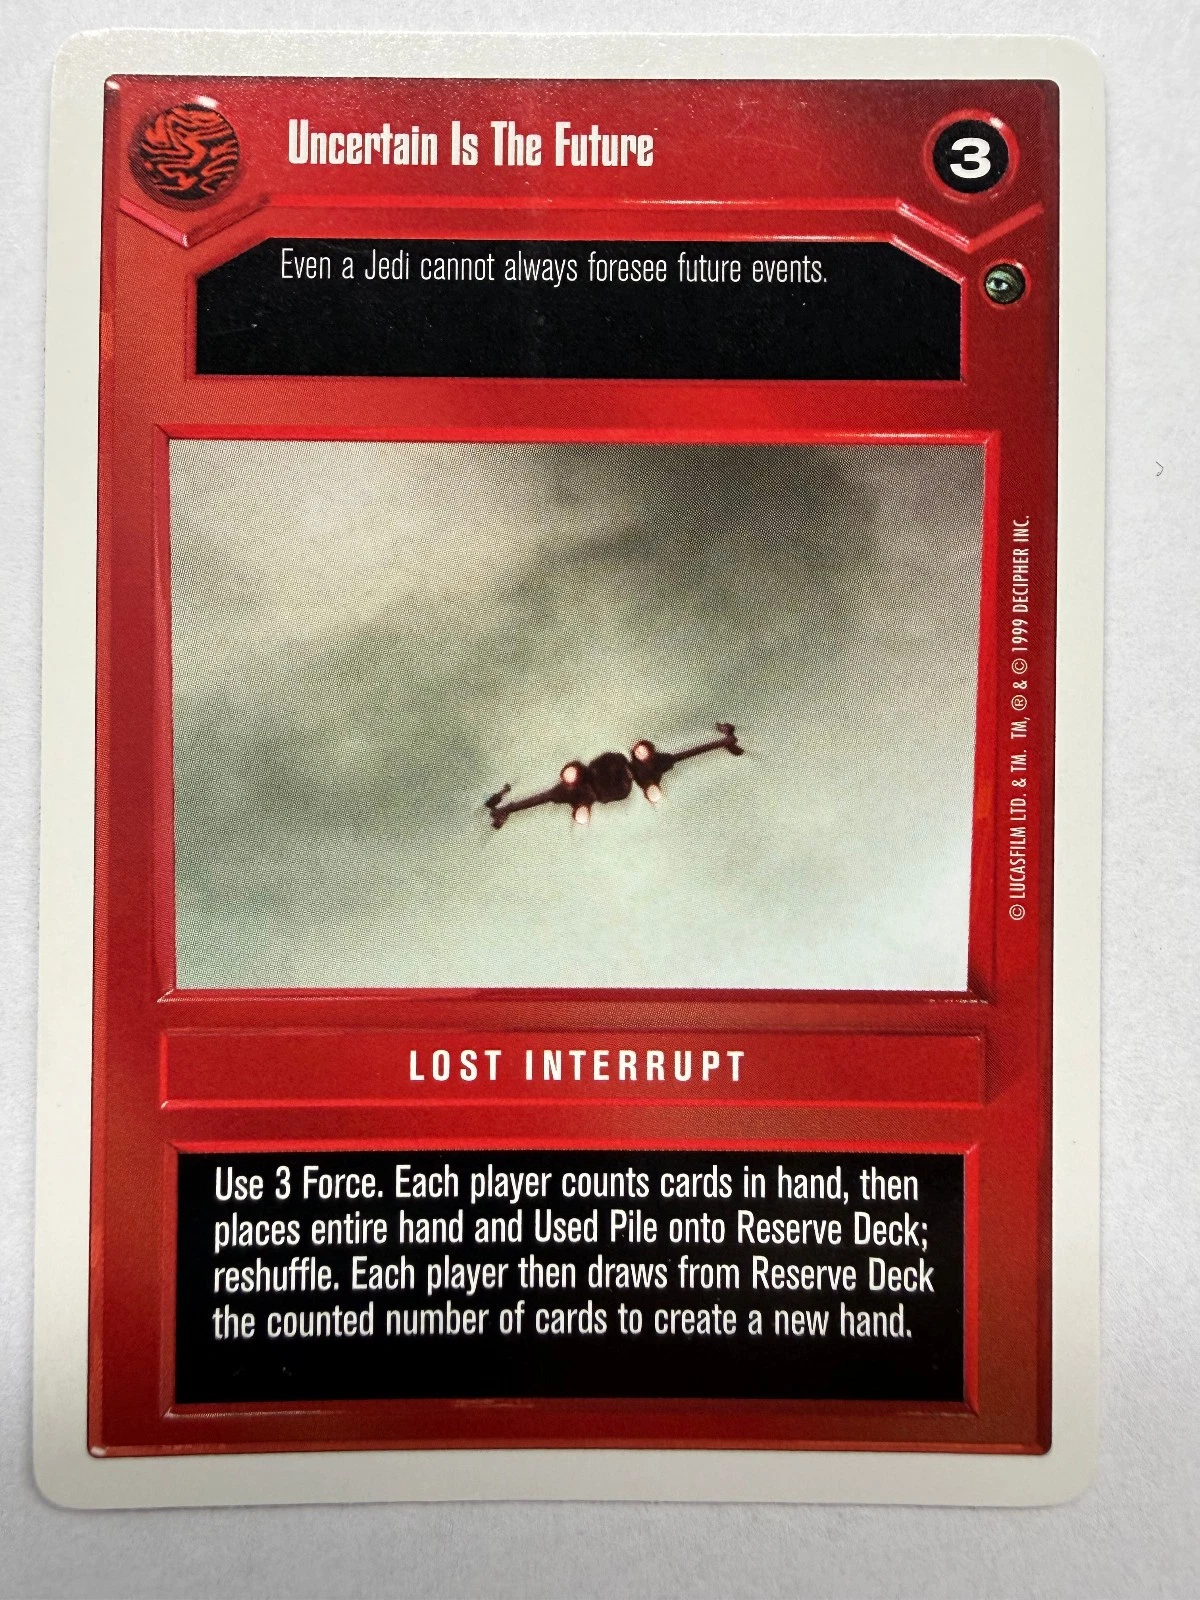 Uncertain Is The Future
3
Even a Jedi cannot always foresee future events.
© LUCASFILM LTD. & TM. TM, ® & © 1999 DECIPHER INC.
LOST INTERRUPT
Use 3 Force. Each player counts cards in hand, then
places entire hand and Used Pile onto Reserve Deck;
reshuffle. Each player then draws from Reserve Deck
the counted number of cards to create a new hand.